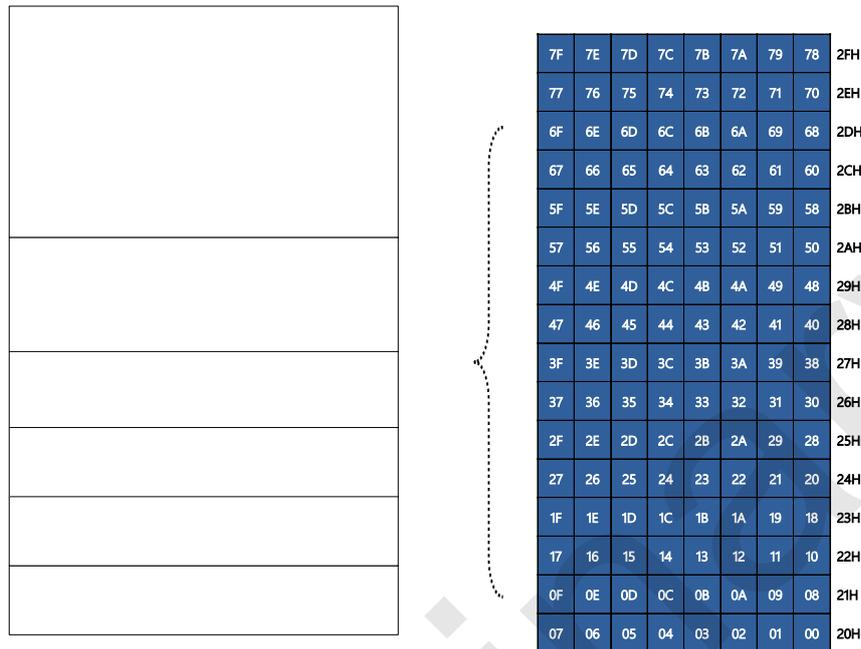 7F 7E 7D 7C 7B 7A 79 78 2FH
77 76 75 74 73 72 71 70 2EH
6F 6E 6D 6C 6B 6A 69 68 2DH
67 66 65 64 63 62 61 60 2CH
5F 5E 5D 5C 5B 5A 59 58 2BH
57 56 55 54 53 52 51 50 2AH
4F 4E 4D 4C 4B 4A 49 48 29H
47 46 45 44 43 42 41 40 28H
3F 3E 3D 3C 3B 3A 39 38 27H
37 36 35 34 33 32 31 30 26H
2F 2E 2D 2C 2B 2A 29 28 25H
27 26 25 24 23 22 21 20 24H
1F 1E 1D 1C 1B 1A 19 18 23H
17 16 15 14 13 12 11 10 22H
0F 0E 0D 0C 0B 0A 09 08 21H
07 06 05 04 03 02 01 00 20H